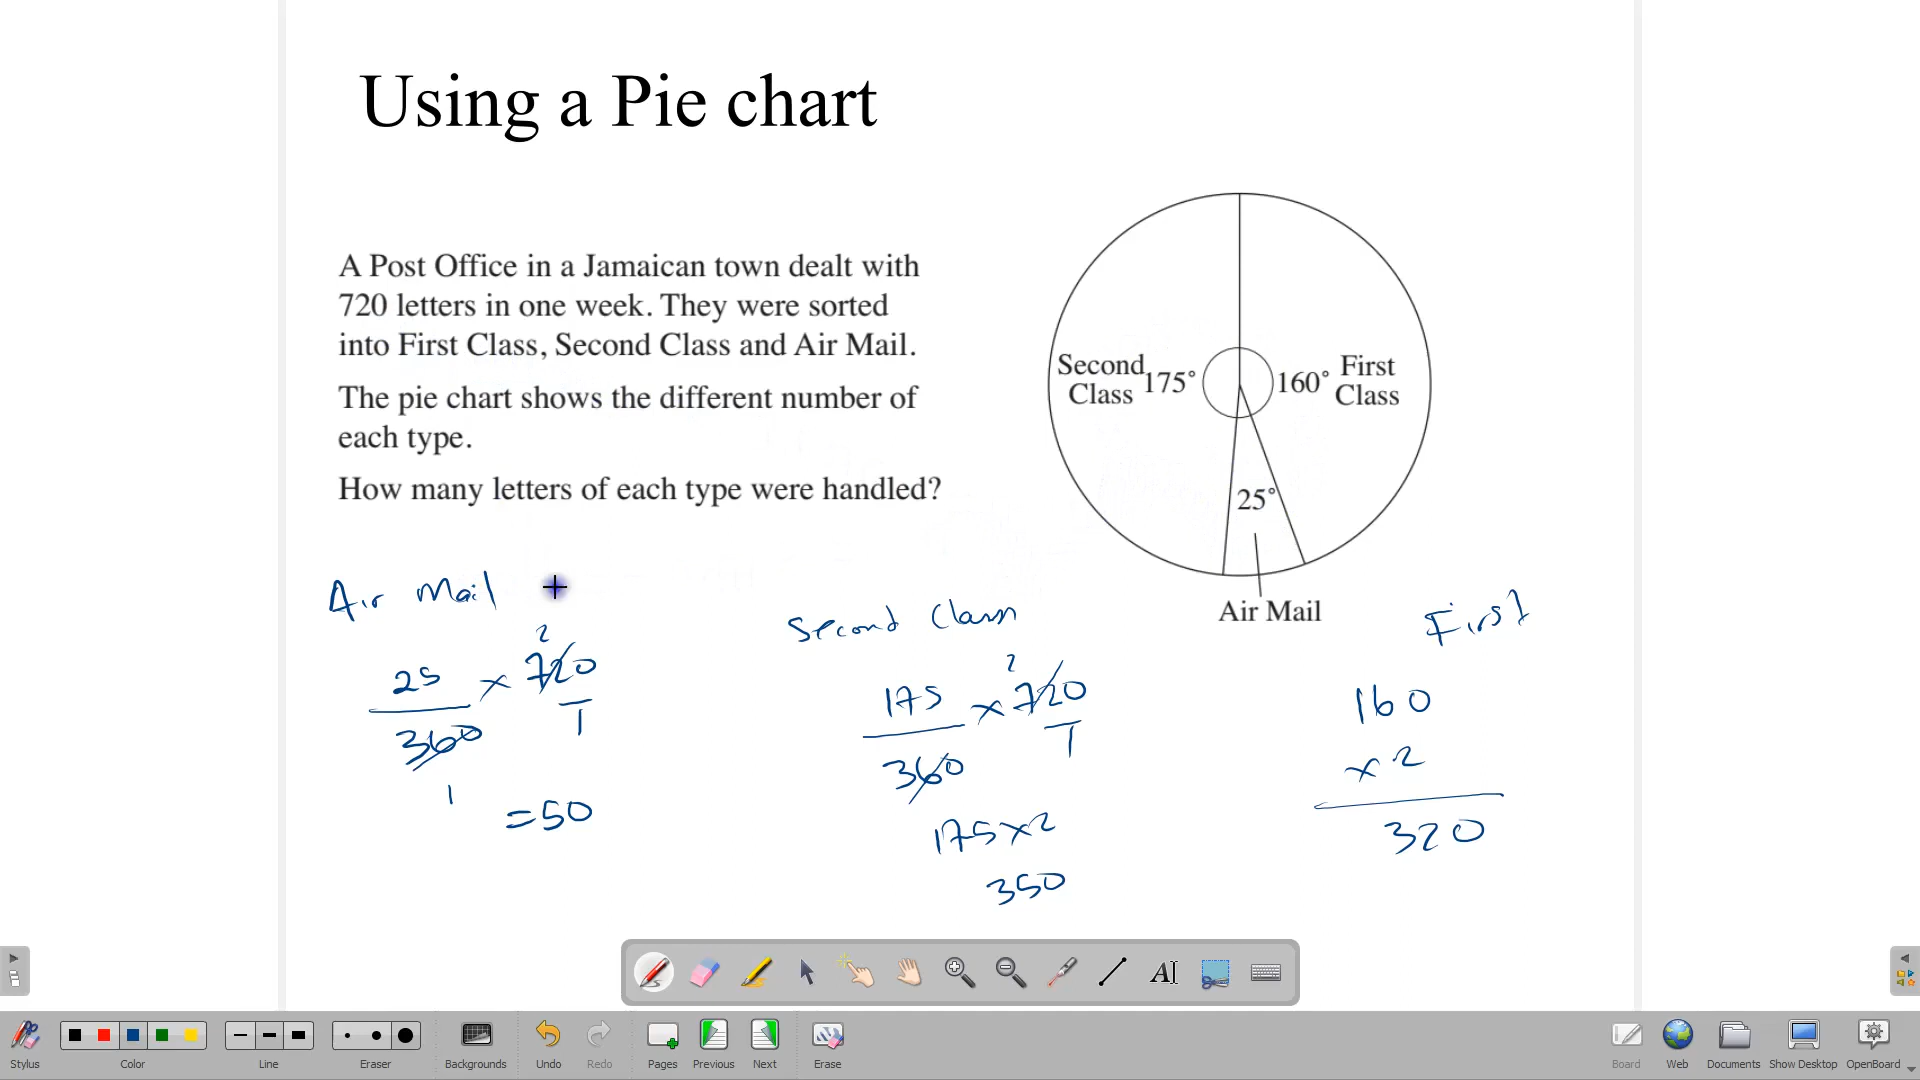 Using a Pie chart
A Post Office in a Jamaican town dealt with
720 letters in one week. They were sorted
into First Class, Second Class and Air Mail.
The pie chart shows the different number of
each type.
How many letters of each type were handled?
Second
Class
175°
160°
First
Class
25°
Air Mail
Air Mail
2
25 × 720
360 1
1
= 50
Second Class
2
175 × 720
360 1
175 × 2
350
First
160
× 2
320
AI
Stylus
Color
Line
Eraser
Backgrounds
Undo
Redo
Pages
Previous
Next
Erase
Board
Web
Documents
Show Desktop
OpenBoard